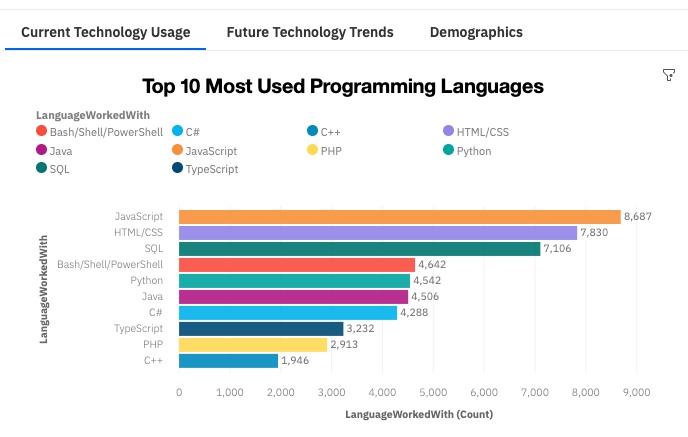 Current Technology Usage Future Technology Trends Demographics
Top 10 Most Used Programming Languages
LanguageWorkedWith
Bash/Shell/PowerShell C# C++ HTML/CSS
Java JavaScript PHP Python
SQL TypeScript
LanguageWorkedWith
JavaScript 8,687
HTML/CSS 7,830
SQL 7,106
Bash/Shell/PowerShell 4,642
Python 4,542
Java 4,506
C# 4,288
TypeScript 3,232
PHP 2,913
C++ 1,946
0 1,000 2,000 3,000 4,000 5,000 6,000 7,000 8,000 9,000
LanguageWorkedWith (Count)